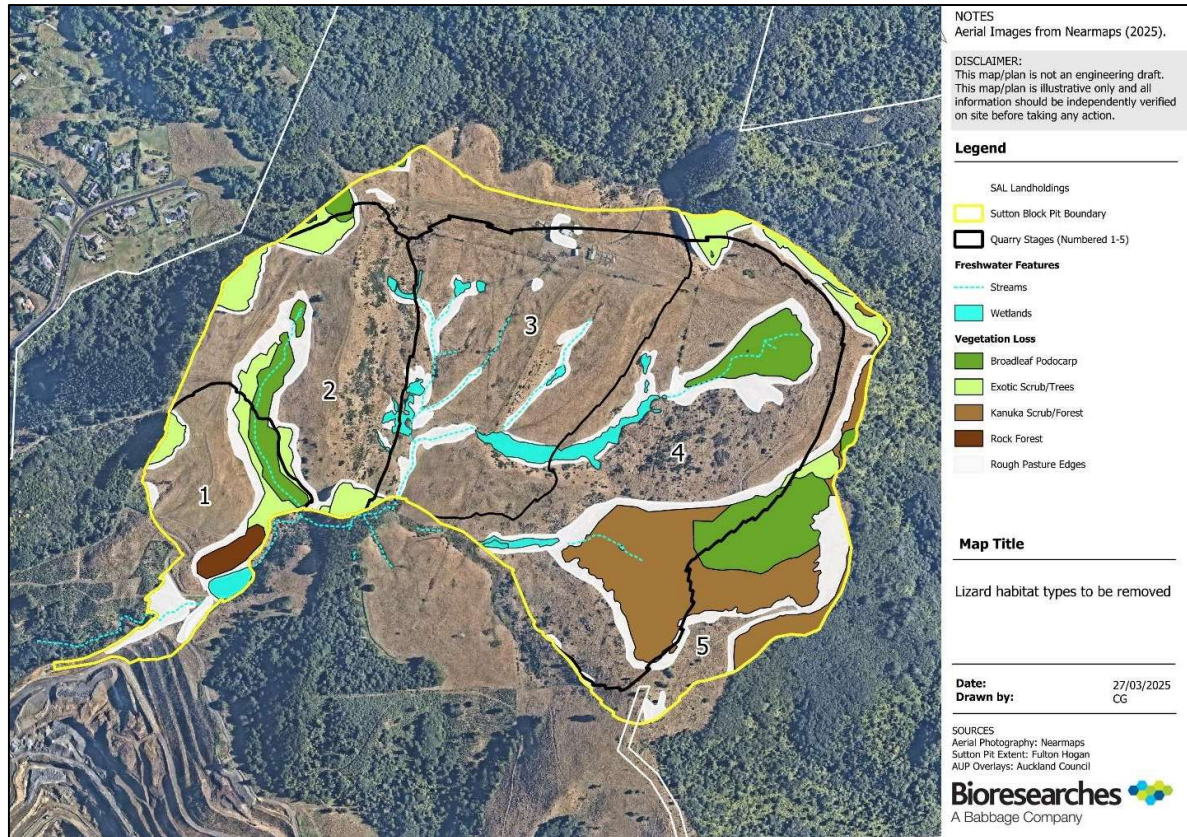 NOTES
Aerial Images from Nearmaps (2025).
DISCLAIMER:
This map/plan is not an engineering draft.
This map/plan is illustrative only and all
information should be independently verified
on site before taking any action.
Legend
SAL Landholdings
Sutton Block Pit Boundary
Quarry Stages (Numbered 1-5)
Freshwater Features
Streams
Wetlands
Vegetation Loss
Broadleaf Podocarp
Exotic Scrub/Trees
Kanuka Scrub/Forest
Rock Forest
Rough Pasture Edges
Map Title
Lizard habitat types to be removed
Date: 27/03/2025
Drawn by: CG
SOURCES
Aerial Photography: Nearmaps
Sutton Pit Extent: Fulton Hogan
AUP Overlays: Auckland Council
Bioresearches
A Babbage Company
3
2
4
1
5